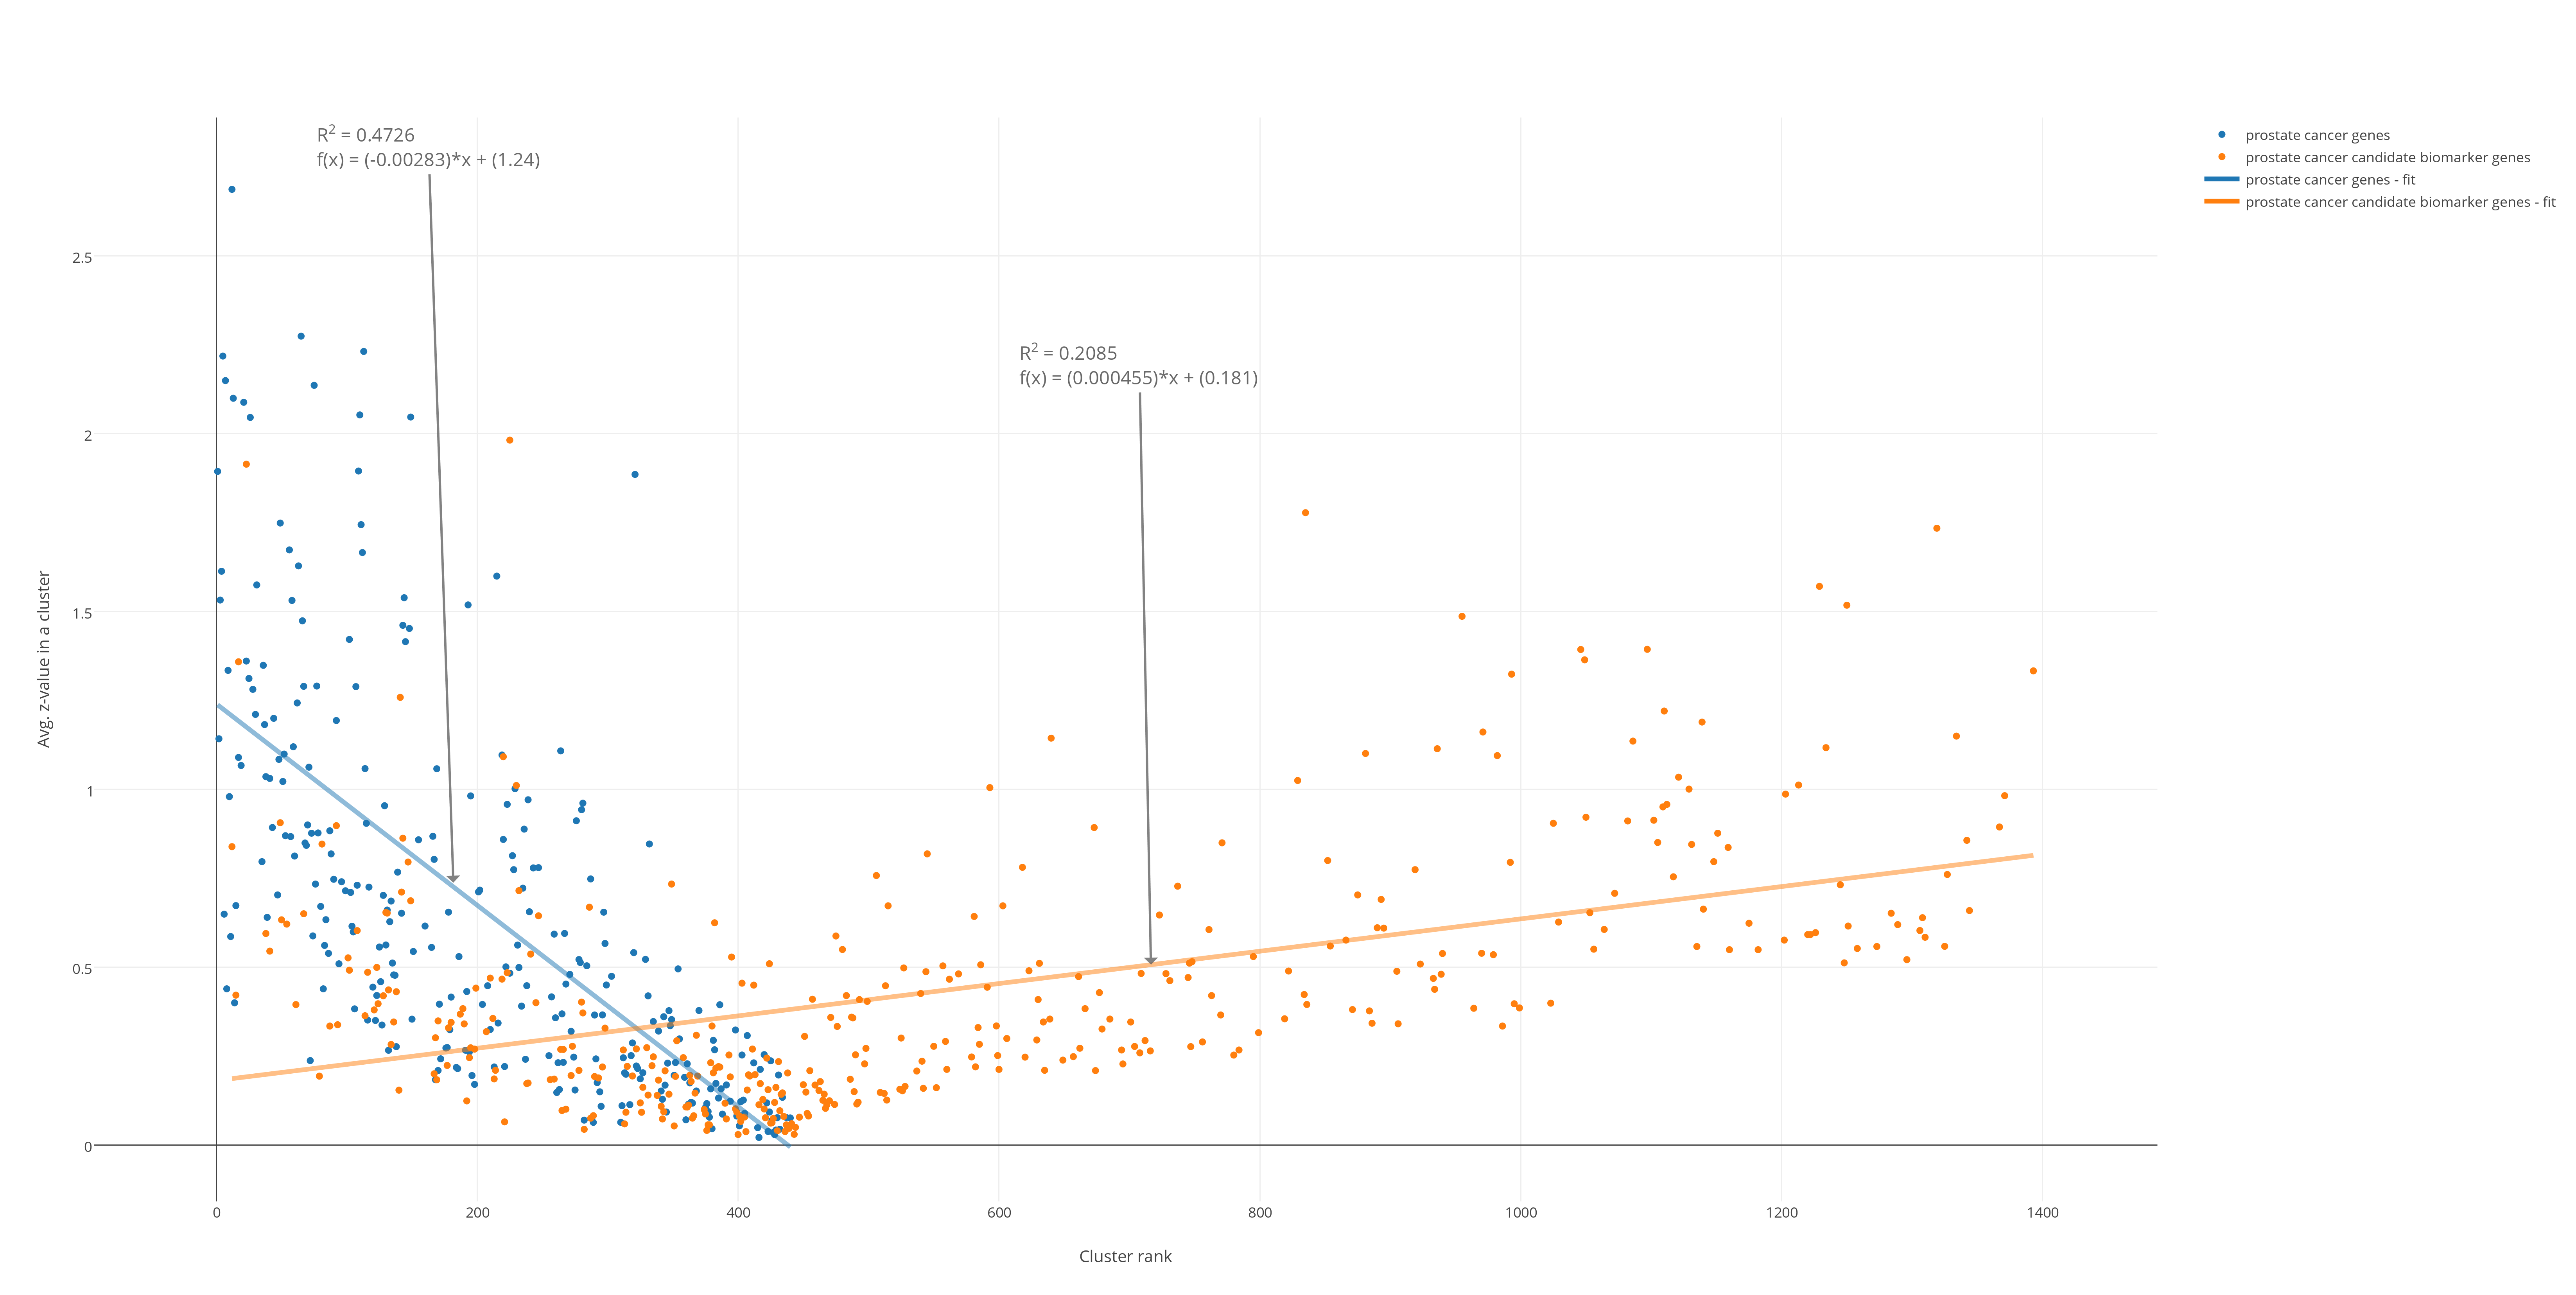 R² = 0.4726
f(x) = (-0.00283)*x + (1.24)
R² = 0.2085
f(x) = (0.000455)*x + (0.181)
prostate cancer genes
prostate cancer candidate biomarker genes
prostate cancer genes - fit
prostate cancer candidate biomarker genes - fit
Avg. z-value in a cluster
2.5
2
1.5
1
0.5
0
0 200 400 600 800 1000 1200 1400
Cluster rank